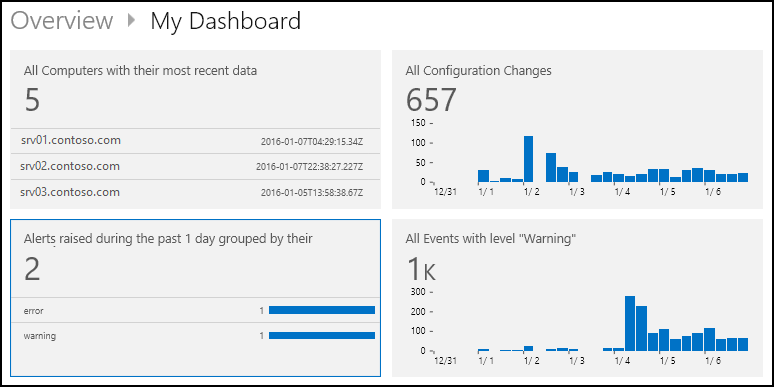 Overview My Dashboard
All Computers with their most recent data
5
srv01.contoso.com 2016-01-07T04:29:15.34Z
srv02.contoso.com 2016-01-07T22:38:27.227Z
srv03.contoso.com 2016-01-05T13:58:38.67Z
All Configuration Changes
657
150
100
50
0
12/31 1/ 1 1/ 2 1/ 3 1/ 4 1/ 5 1/ 6
Alerts raised during the past 1 day grouped by their
2
error 1
warning 1
All Events with level "Warning"
1K
300
200
100
0
12/31 1/ 1 1/ 2 1/ 3 1/ 4 1/ 5 1/ 6